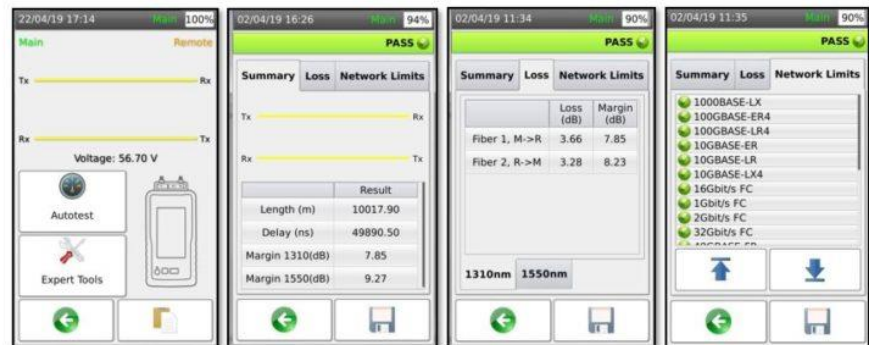 22/04/19 17:14 Main 100%
Main Remote
Tx Rx
Rx Tx
Voltage: 56.70 V
Autotest
Expert Tools
02/04/19 16:26 Main 94%
PASS
Summary Loss Network Limits
Tx Rx
Rx Tx
Result
Length (m) 10017.90
Delay (ns) 49890.50
Margin 1310(dB) 7.85
Margin 1550(dB) 9.27
02/04/19 11:34 Main 90%
PASS
Summary Loss Network Limits
Loss (dB) Margin (dB)
Fiber 1, M->R 3.66 7.85
Fiber 2, R->M 3.28 8.23
1310nm 1550nm
02/04/19 11:35 Main 90%
PASS
Summary Loss Network Limits
1000BASE-LX
100GBASE-ER4
100GBASE-LR4
10GBASE-ER
10GBASE-LR
10GBASE-LX4
16Gbit/s FC
1Gbit/s FC
2Gbit/s FC
32Gbit/s FC